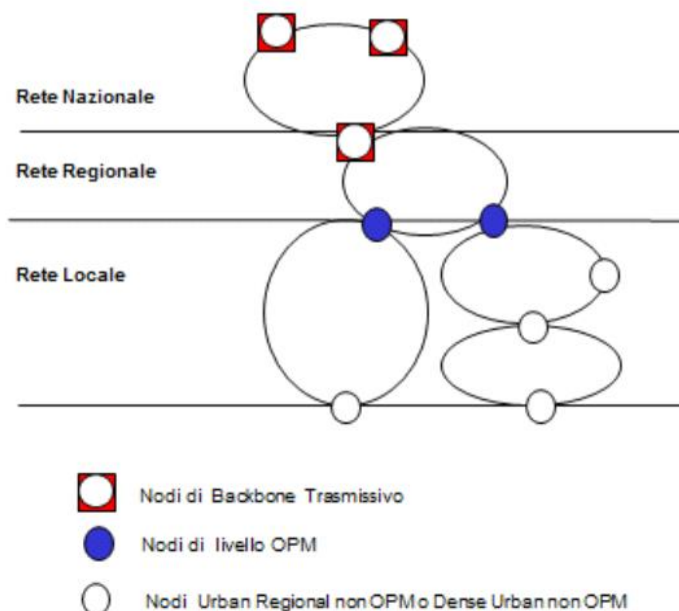 Rete Nazionale
Rete Regionale
Rete Locale
Nodi di Backbone Trasmissivo
Nodi di livello OPM
Nodi Urban Regional non OPM o Dense Urban non OPM